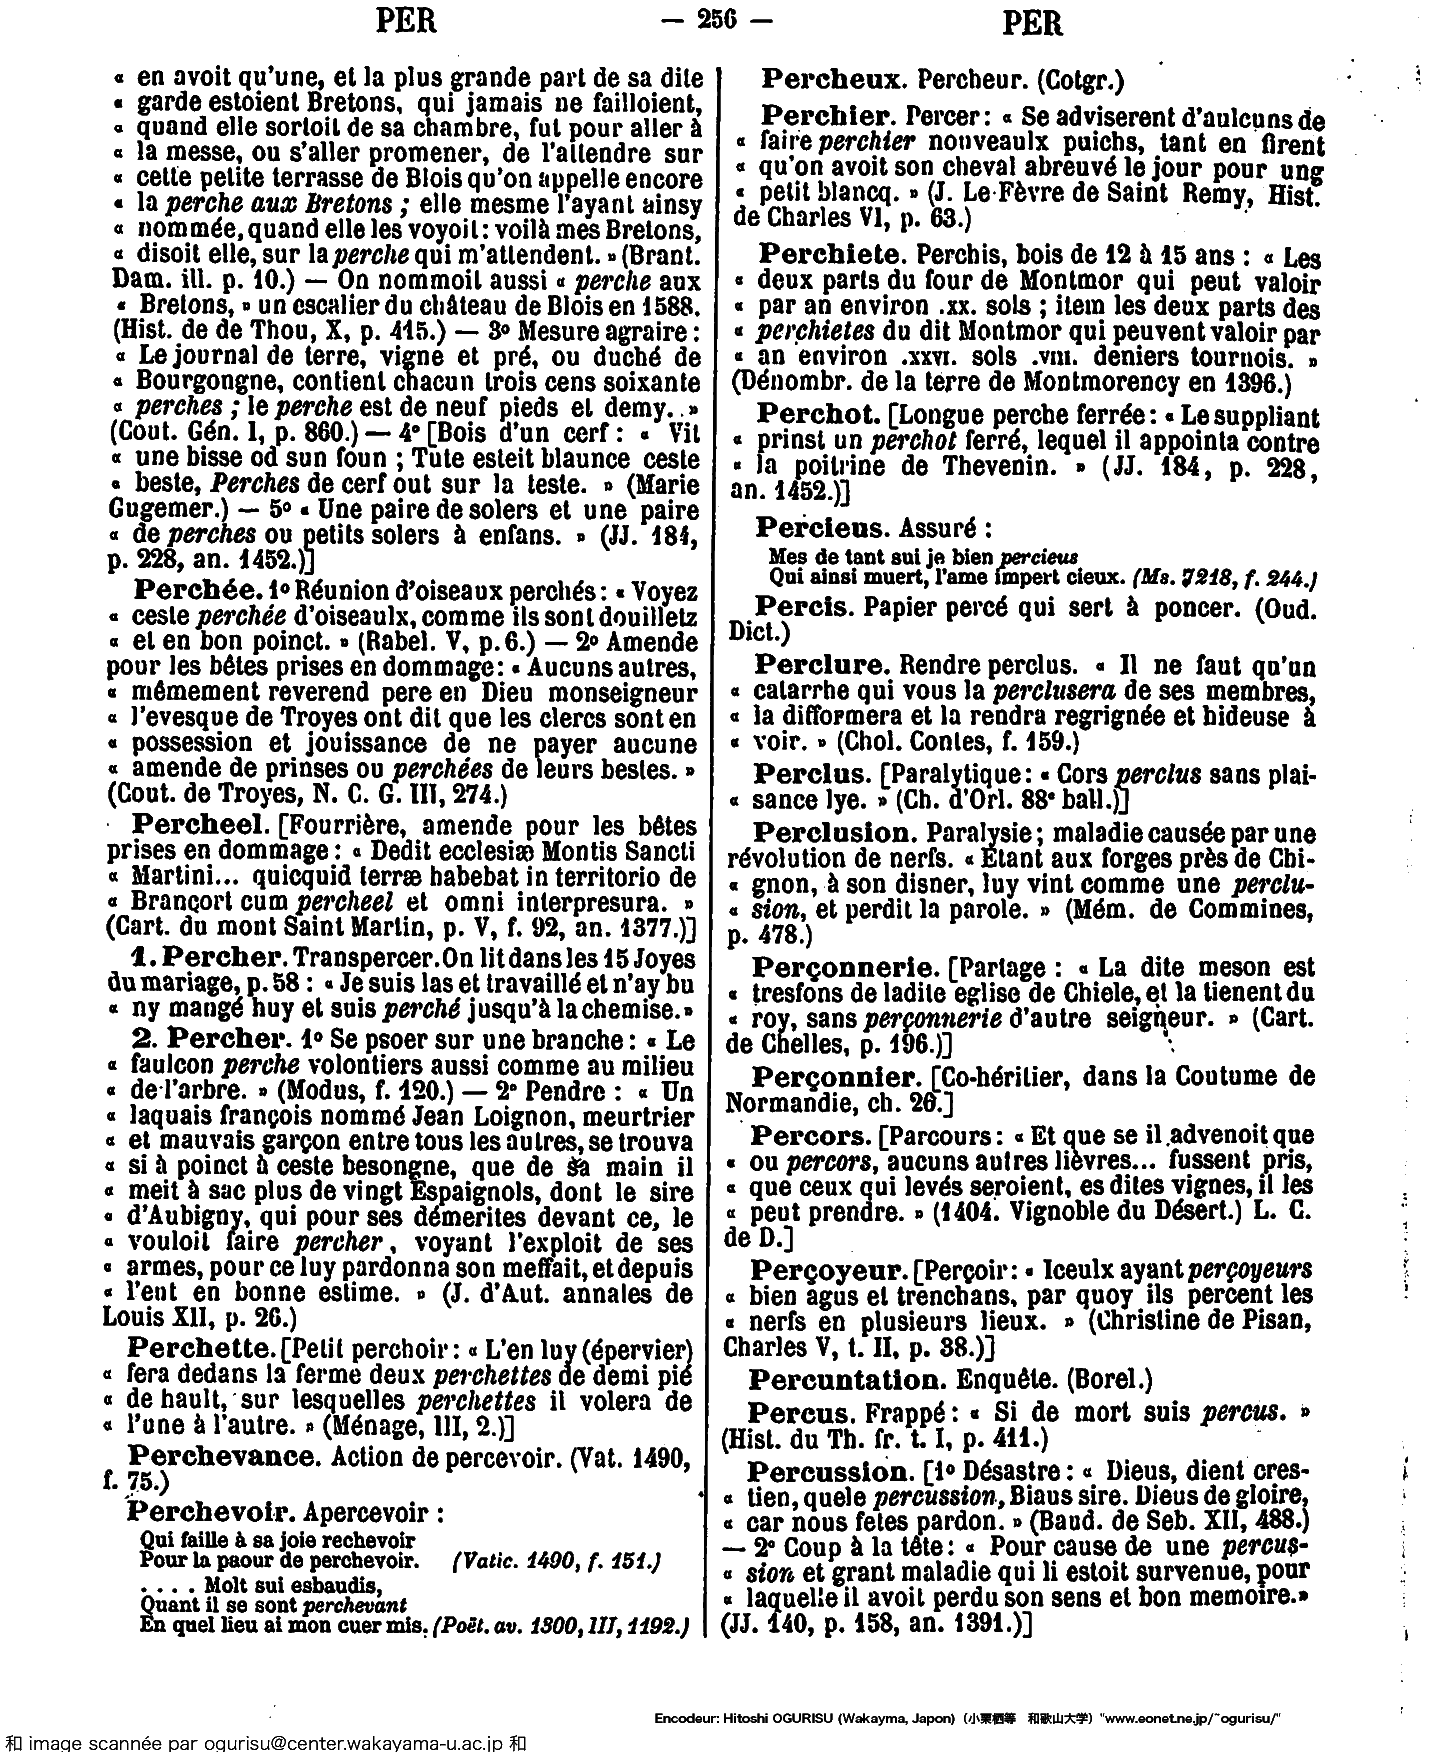 PER — 256 — PER
« en avoit qu'une, et la plus grande part de sa dite
« garde estoient Bretons, qui jamais ne failloient,
« quand elle sortoit de sa chambre, fut pour aller à
« la messe, ou s'aller promener, de l'attendre sur
« cette petite terrasse de Blois qu'on appelle encore
« la perche aux Bretons ; elle mesme l'ayant ainsy
« nommée, quand elle les voyoit : voilà mes Bretons,
« disoit elle, sur la perche qui m'attendent. » (Brant.
Dam. ill. p. 10.) — On nommoit aussi « perche aux
« Bretons, » un escalier du château de Blois en 1588.
(Hist. de de Thou, X, p. 415.) — 3º Mesure agraire :
« Le journal de terre, vigne et pré, ou duché de
« Bourgongne, contient chacun trois cens soixante
« perches ; le perche est de neuf pieds et demy. »
(Cout. Gén. I, p. 860.) — 4º [Bois d'un cerf : « Vit
« une bisse od sun foun ; Tute esteit blaunce ceste
« beste, Perches de cerf out sur la teste. » (Marie
Gugemer.) — 5º « Une paire de solers et une paire
« de perches ou petits solers à enfans. » (JJ. 184,
p. 228, an. 1452.)]
Perchée. 1º Réunion d'oiseaux perchés : « Voyez
« ceste perchée d'oiseaulx, comme ils sont douilletz
« et en bon poinct. » (Rabel. V, p. 6.) — 2º Amende
pour les bêtes prises en dommage : « Aucuns autres,
« mêmement reverend pere en Dieu monseigneur
« l'evesque de Troyes ont dit que les clercs sont en
« possession et jouissance de ne payer aucune
« amende de prinses ou perchées de leurs bestes. »
(Cout. de Troyes, N. C. G. III, 274.)
Percheel. [Fourrière, amende pour les bêtes
prises en dommage : « Dedit ecclesiæ Montis Sancti
« Martini... quicquid terræ habebat in territorio de
« Brançort cum percheel et omni interpresura. »
(Cart. du mont Saint Martin, p. V, f. 92, an. 1377.)]
1. Percher. Transpercer. On lit dans les 15 Joyes
du mariage, p. 58 : « Je suis las et travaillé et n'ay bu
« ny mangé huy et suis perché jusqu'à la chemise. »
2. Percher. 1º Se psoer sur une branche : « Le
« faulcon perche volontiers aussi comme au milieu
« de l'arbre. » (Modus, f. 120.) — 2º Pendre : « Un
« laquais françois nommé Jean Loignon, meurtrier
« et mauvais garçon entre tous les autres, se trouva
« si à poinct à ceste besongne, que de sa main il
« meit à sac plus de vingt Espaignols, dont le sire
« d'Aubigny, qui pour ses démerites devant ce, le
« vouloit faire percher, voyant l'exploit de ses
« armes, pour ce luy pardonna son meffait, et depuis
« l'ent en bonne estime. » (J. d'Aut. annales de
Louis XII, p. 26.)
Perchette. [Petit perchoir : « L'en luy (épervier)
« fera dedans la ferme deux perchettes de demi pié
« de hault, sur lesquelles perchettes il volera de
« l'une à l'autre. » (Ménage, III, 2.)]
Perchevance. Action de percevoir. (Vat. 1490,
f. 75.)
Perchevoir. Apercevoir :
Qui faille à sa joie rechevoir
Pour la paour de perchevoir. (Vatic. 1490, f. 151.)
. . . . Molt sui esbaudis,
Quant il se sont perchevant
En quel lieu ai mon cuer mis. (Poët. av. 1300, III, 1192.)
Percheux. Percheur. (Cotgr.)
Perchier. Percer : « Se adviserent d'aulcuns de
« faire perchier nouveaulx puichs, tant en firent
« qu'on avoit son cheval abreuvé le jour pour ung
« petit blancq. » (J. Le Fèvre de Saint Remy, Hist.
de Charles VI, p. 63.)
Perchiete. Perchis, bois de 12 à 15 ans : « Les
« deux parts du four de Montmor qui peut valoir
« par an environ .xx. sols ; item les deux parts des
« perchietes du dit Montmor qui peuvent valoir par
« an environ .xxvi. sols .viii. deniers tournois. »
(Dénombr. de la terre de Montmorency en 1396.)
Perchot. [Longue perche ferrée : « Le suppliant
« prinst un perchot ferré, lequel il appointa contre
« la poitrine de Thevenin. » (JJ. 184, p. 228,
an. 1452.)]
Percieus. Assuré :
Mes de tant sui je bien percieus
Qui ainsi muert, l'ame impert cieux. (Ms. 7218, f. 244.)
Percis. Papier percé qui sert à poncer. (Oud.
Dict.)
Perclure. Rendre perclus. « Il ne faut qu'un
« catarrhe qui vous la perclusera de ses membres,
« la difformera et la rendra regrignée et hideuse à
« voir. » (Chol. Contes, f. 159.)
Perclus. [Paralytique : « Cors perclus sans plai-
« sance lye. » (Ch. d'Orl. 88e ball.)]
Perclusion. Paralysie ; maladie causée par une
révolution de nerfs. « Etant aux forges près de Chi-
« gnon, à son disner, luy vint comme une perclu-
« sion, et perdit la parole. » (Mém. de Commines,
p. 478.)
Perçonnerie. [Partage : « La dite meson est
« tresfons de ladite eglise de Chiele, et la tienent du
« roy, sans perçonnerie d'autre seigneur. » (Cart.
de Chelles, p. 196.)]
Perçonnier. [Co-héritier, dans la Coutume de
Normandie, ch. 26.]
Percors. [Parcours : « Et que se il advenoit que
« ou percors, aucuns autres lièvres... fussent pris,
« que ceux qui levés seroient, es dites vignes, il les
« peut prendre. » (1404. Vignoble du Désert.) L. C.
de D.]
Perçoyeur. [Perçoir : « Iceulx ayant perçoyeurs
« bien agus et trenchans, par quoy ils percent les
« nerfs en plusieurs lieux. » (Christine de Pisan,
Charles V, t. II, p. 38.)]
Percuntation. Enquête. (Borel.)
Percus. Frappé : « Si de mort suis percus. »
(Hist. du Th. fr. t. I, p. 411.)
Percussion. [1º Désastre : « Dieus, dient cres-
« tien, quele percussion, Biaus sire. Dieus de gloire,
« car nous fetes pardon. » (Baud. de Seb. XII, 488.)
— 2º Coup à la tête : « Pour cause de une percus-
« sion et grant maladie qui li estoit survenue, pour
« laquelle il avoit perdu son sens et bon memoire. »
(JJ. 140, p. 158, an. 1391.)]
Encodeur: Hitoshi OGURISU (Wakayma, Japon) (小栗栖等 和歌山大学) "www.eonet.ne.jp/~ogurisu/"
和 image scannée par ogurisu@center.wakayama-u.ac.jp 和